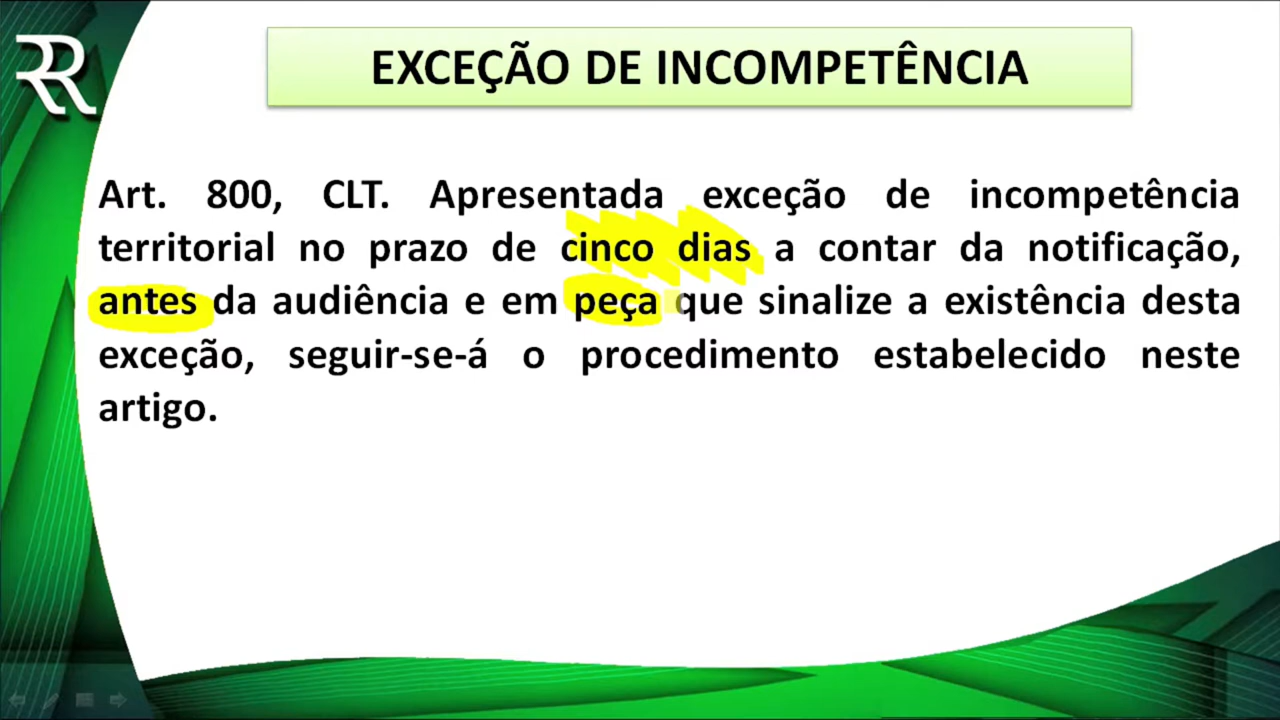 RR
EXCEÇÃO DE INCOMPETÊNCIA
Art. 800, CLT. Apresentada exceção de incompetência
territorial no prazo de cinco dias a contar da notificação,
antes da audiência e em peça que sinalize a existência desta
exceção, seguir-se-á o procedimento estabelecido neste
artigo.